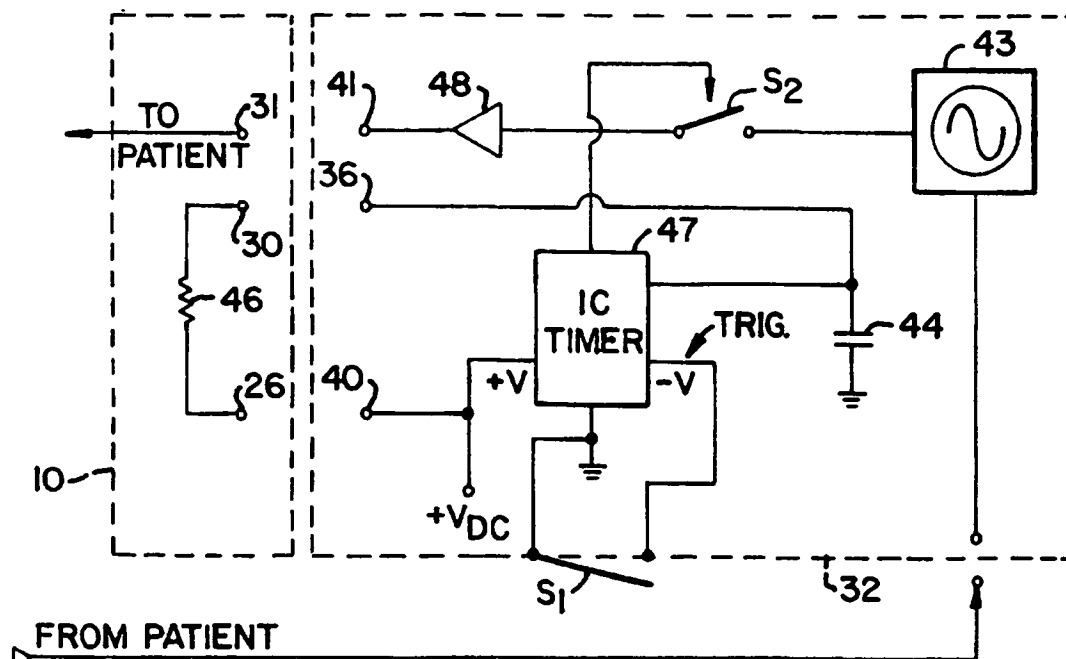 43
31
41
48
S2
TO
PATIENT
36
30
47
46
IC
TIMER
TRIG.
44
26
40
+V
-V
10
+VDC
S1
32
FROM PATIENT